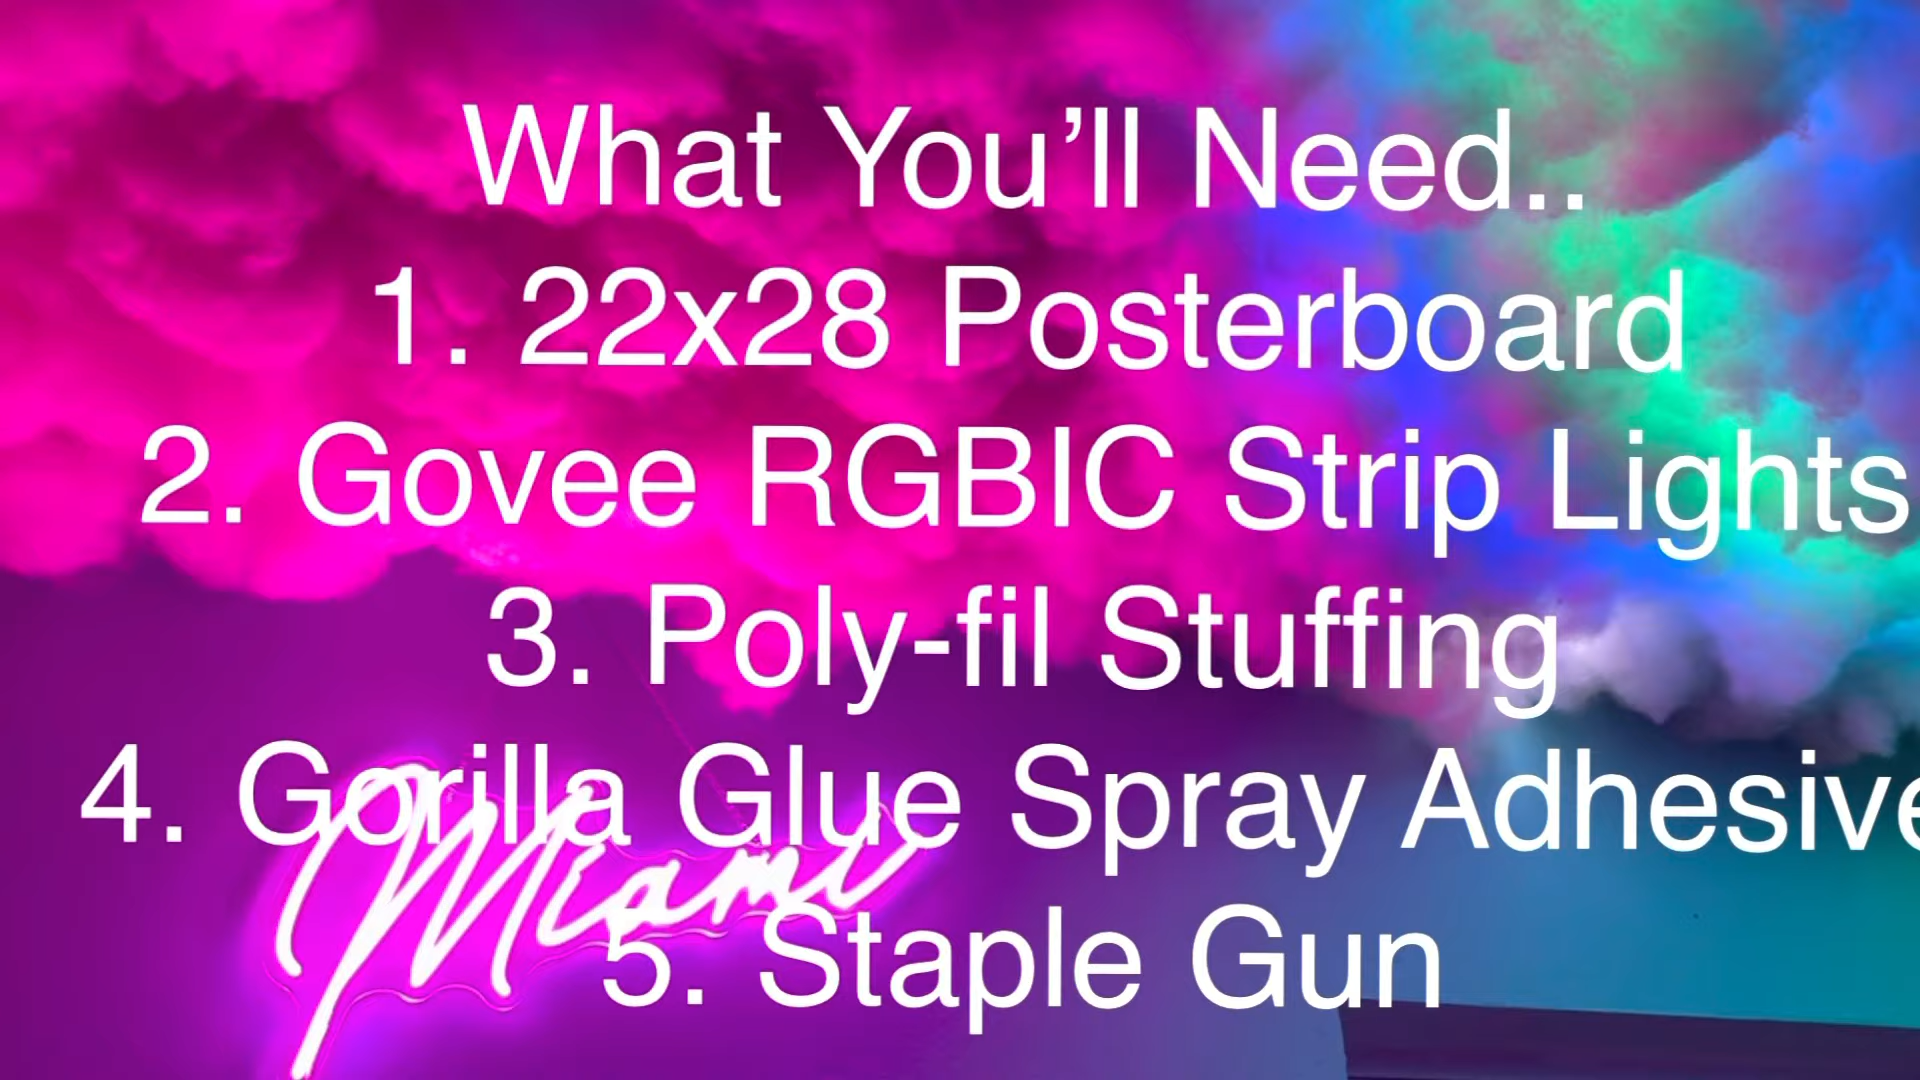 What You’ll Need..
1. 22x28 Posterboard
2. Govee RGBIC Strip Lights
3. Poly-fil Stuffing
4. Gorilla Glue Spray Adhesive
Miami
5. Staple Gun